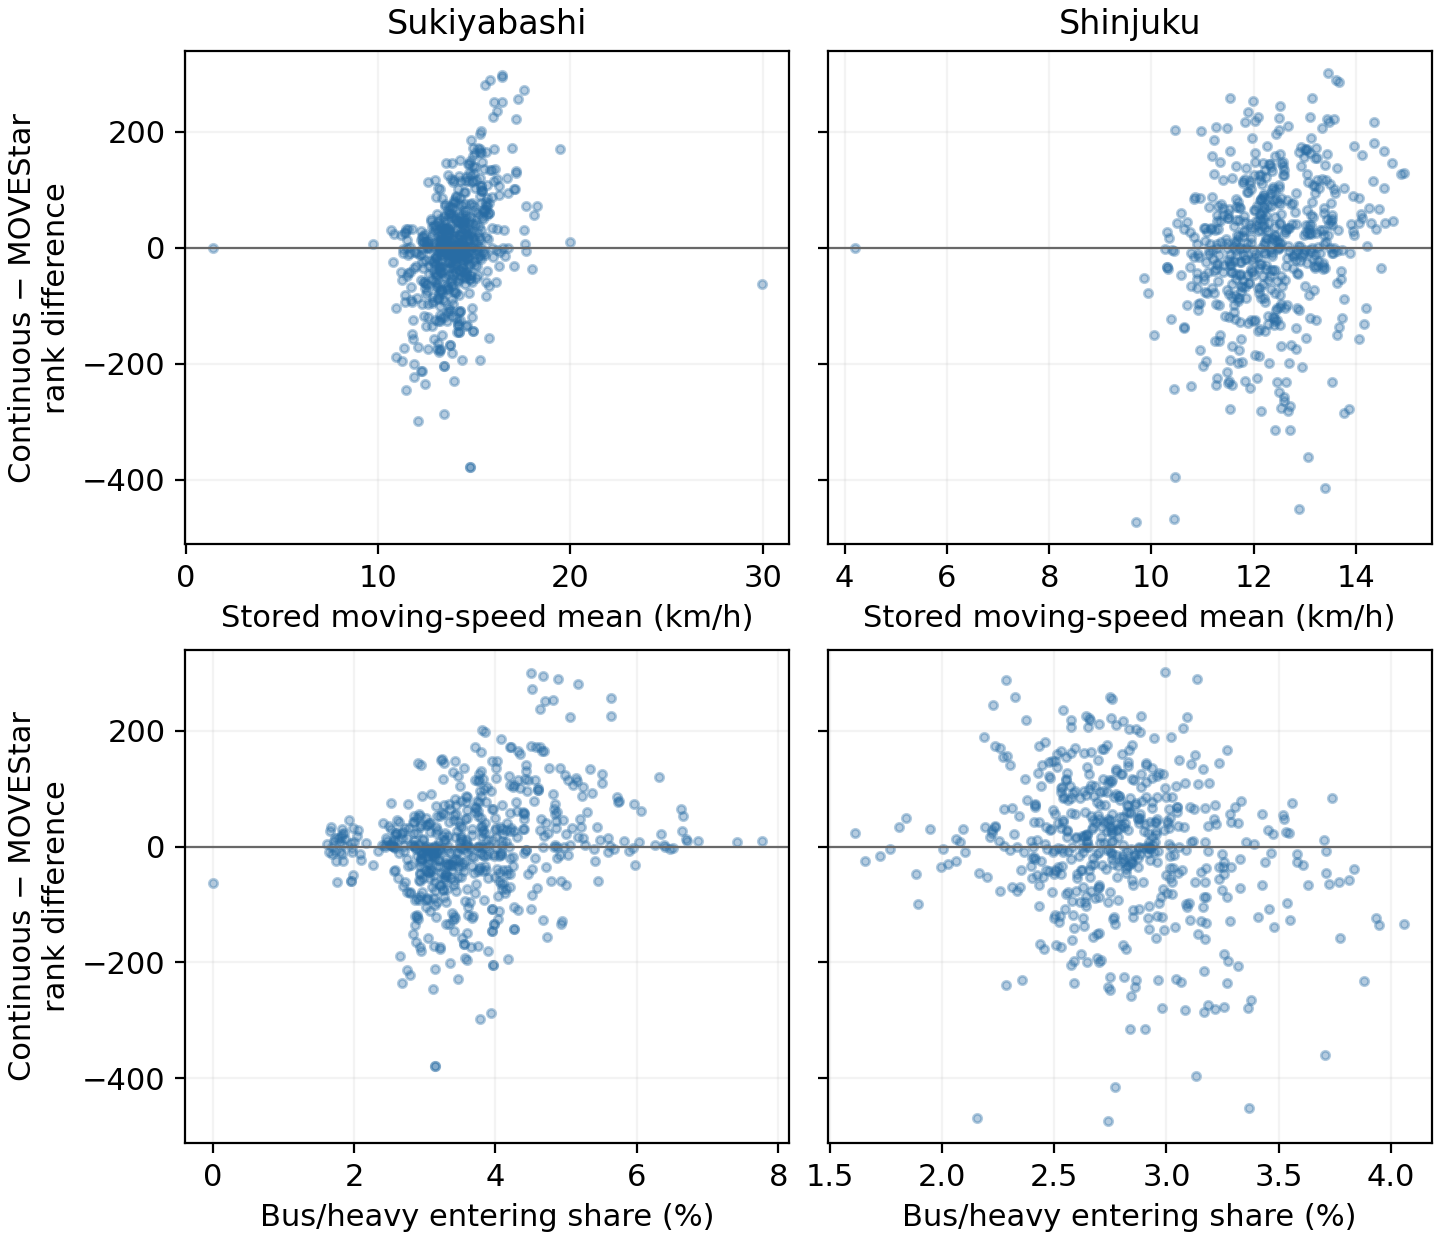 Sukiyabashi
Shinjuku
Continuous − MOVEStar
rank difference
200
0
−200
−400
0 10 20 30
4 6 8 10 12 14
Stored moving-speed mean (km/h)
Stored moving-speed mean (km/h)
Continuous − MOVEStar
rank difference
200
0
−200
−400
0 2 4 6 8
1.5 2.0 2.5 3.0 3.5 4.0
Bus/heavy entering share (%)
Bus/heavy entering share (%)